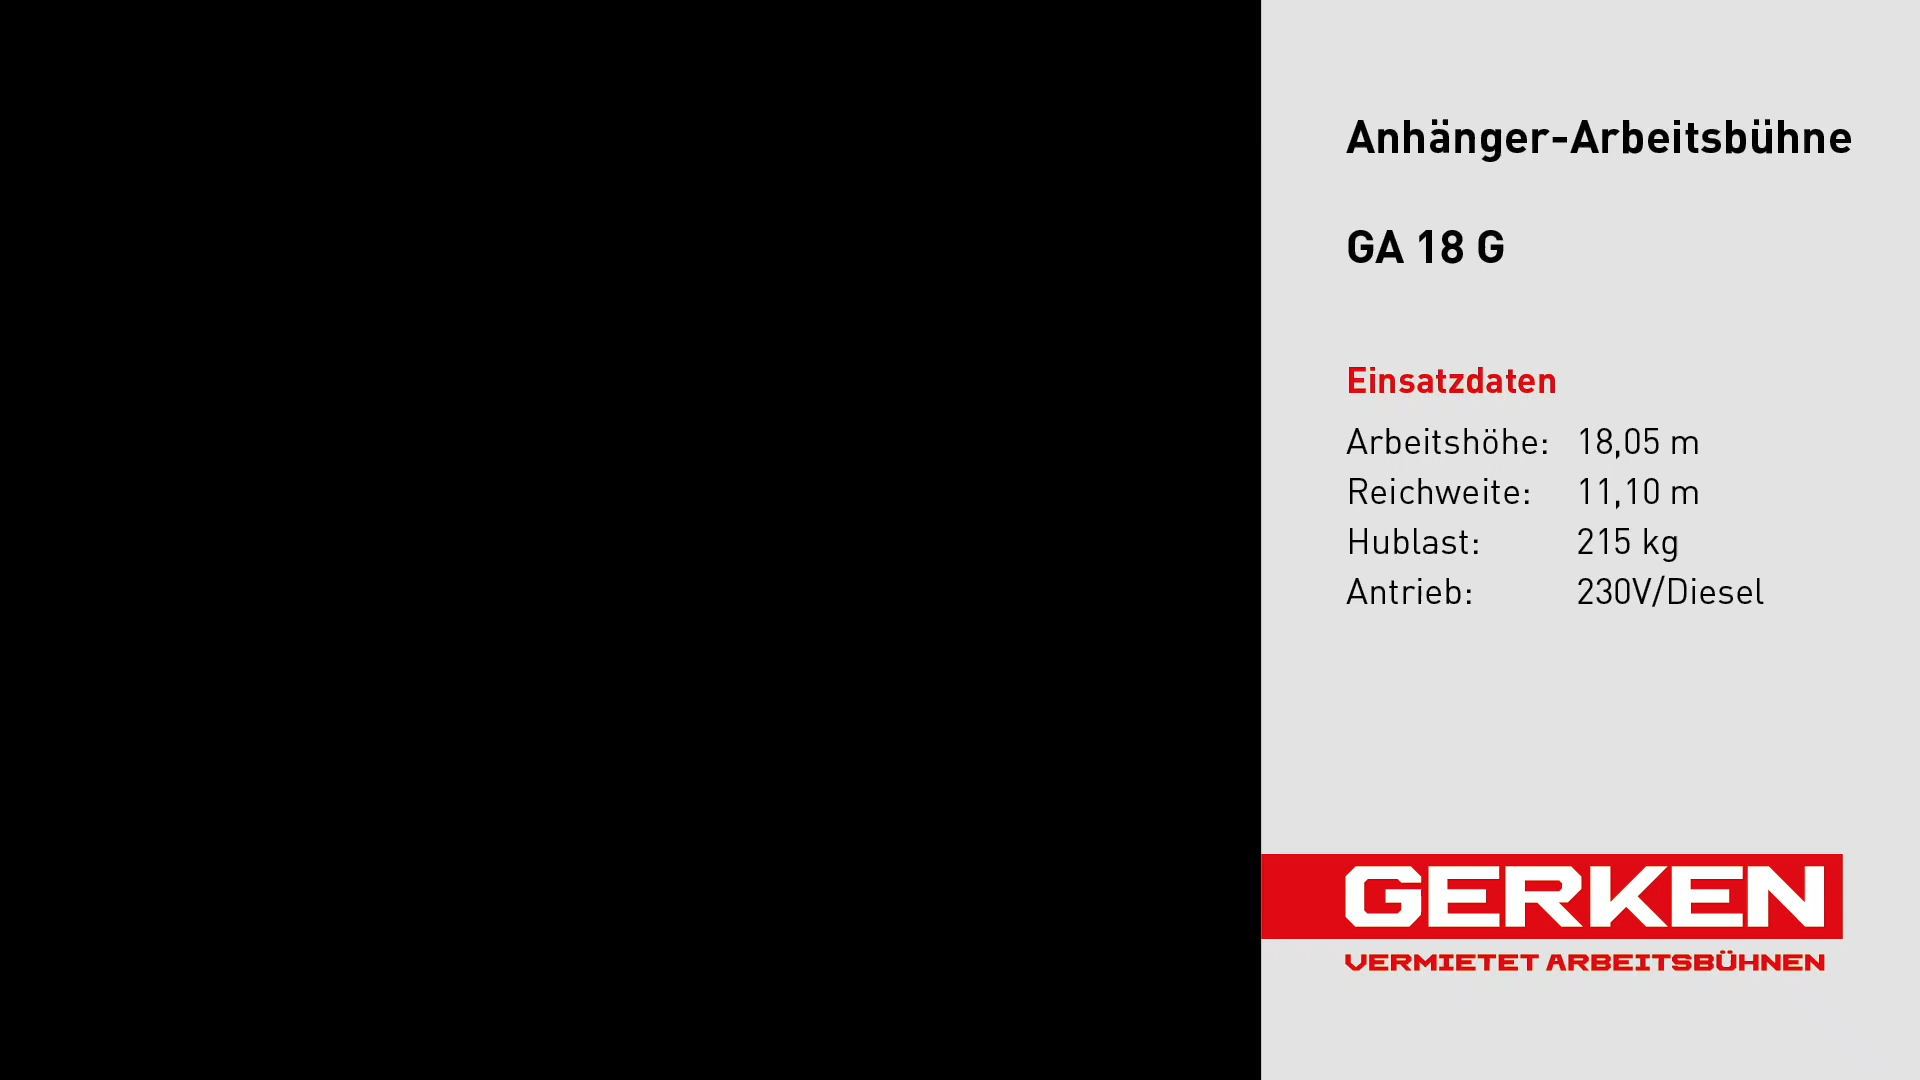 Anhänger-Arbeitsbühne
GA 18 G
Einsatzdaten
Arbeitshöhe: 18,05 m
Reichweite: 11,10 m
Hublast: 215 kg
Antrieb: 230V/Diesel
GERKEN
VERMIETET ARBEITSBÜHNEN